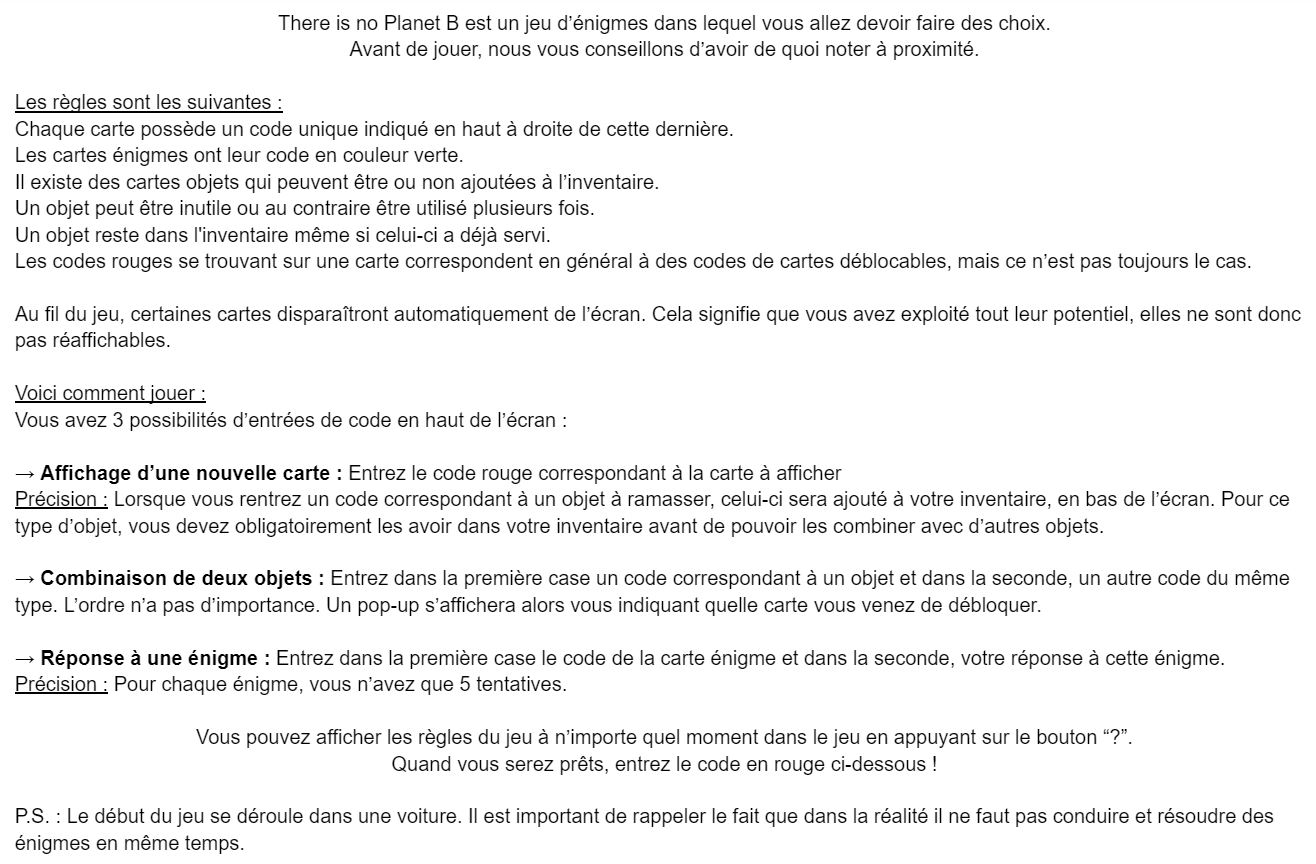 There is no Planet B est un jeu d’énigmes dans lequel vous allez devoir faire des choix.
Avant de jouer, nous vous conseillons d’avoir de quoi noter à proximité.
Les règles sont les suivantes :
Chaque carte possède un code unique indiqué en haut à droite de cette dernière.
Les cartes énigmes ont leur code en couleur verte.
Il existe des cartes objets qui peuvent être ou non ajoutées à l’inventaire.
Un objet peut être inutile ou au contraire être utilisé plusieurs fois.
Un objet reste dans l'inventaire même si celui-ci a déjà servi.
Les codes rouges se trouvant sur une carte correspondent en général à des codes de cartes déblocables, mais ce n’est pas toujours le cas.
Au fil du jeu, certaines cartes disparaîtront automatiquement de l’écran. Cela signifie que vous avez exploité tout leur potentiel, elles ne sont donc
pas réaffichables.
Voici comment jouer :
Vous avez 3 possibilités d’entrées de code en haut de l’écran :
→ Affichage d’une nouvelle carte : Entrez le code rouge correspondant à la carte à afficher
Précision : Lorsque vous rentrez un code correspondant à un objet à ramasser, celui-ci sera ajouté à votre inventaire, en bas de l’écran. Pour ce
type d’objet, vous devez obligatoirement les avoir dans votre inventaire avant de pouvoir les combiner avec d’autres objets.
→ Combinaison de deux objets : Entrez dans la première case un code correspondant à un objet et dans la seconde, un autre code du même
type. L’ordre n’a pas d’importance. Un pop-up s’affichera alors vous indiquant quelle carte vous venez de débloquer.
→ Réponse à une énigme : Entrez dans la première case le code de la carte énigme et dans la seconde, votre réponse à cette énigme.
Précision : Pour chaque énigme, vous n’avez que 5 tentatives.
Vous pouvez afficher les règles du jeu à n’importe quel moment dans le jeu en appuyant sur le bouton “?”.
Quand vous serez prêts, entrez le code en rouge ci-dessous !
P.S. : Le début du jeu se déroule dans une voiture. Il est important de rappeler le fait que dans la réalité il ne faut pas conduire et résoudre des
énigmes en même temps.